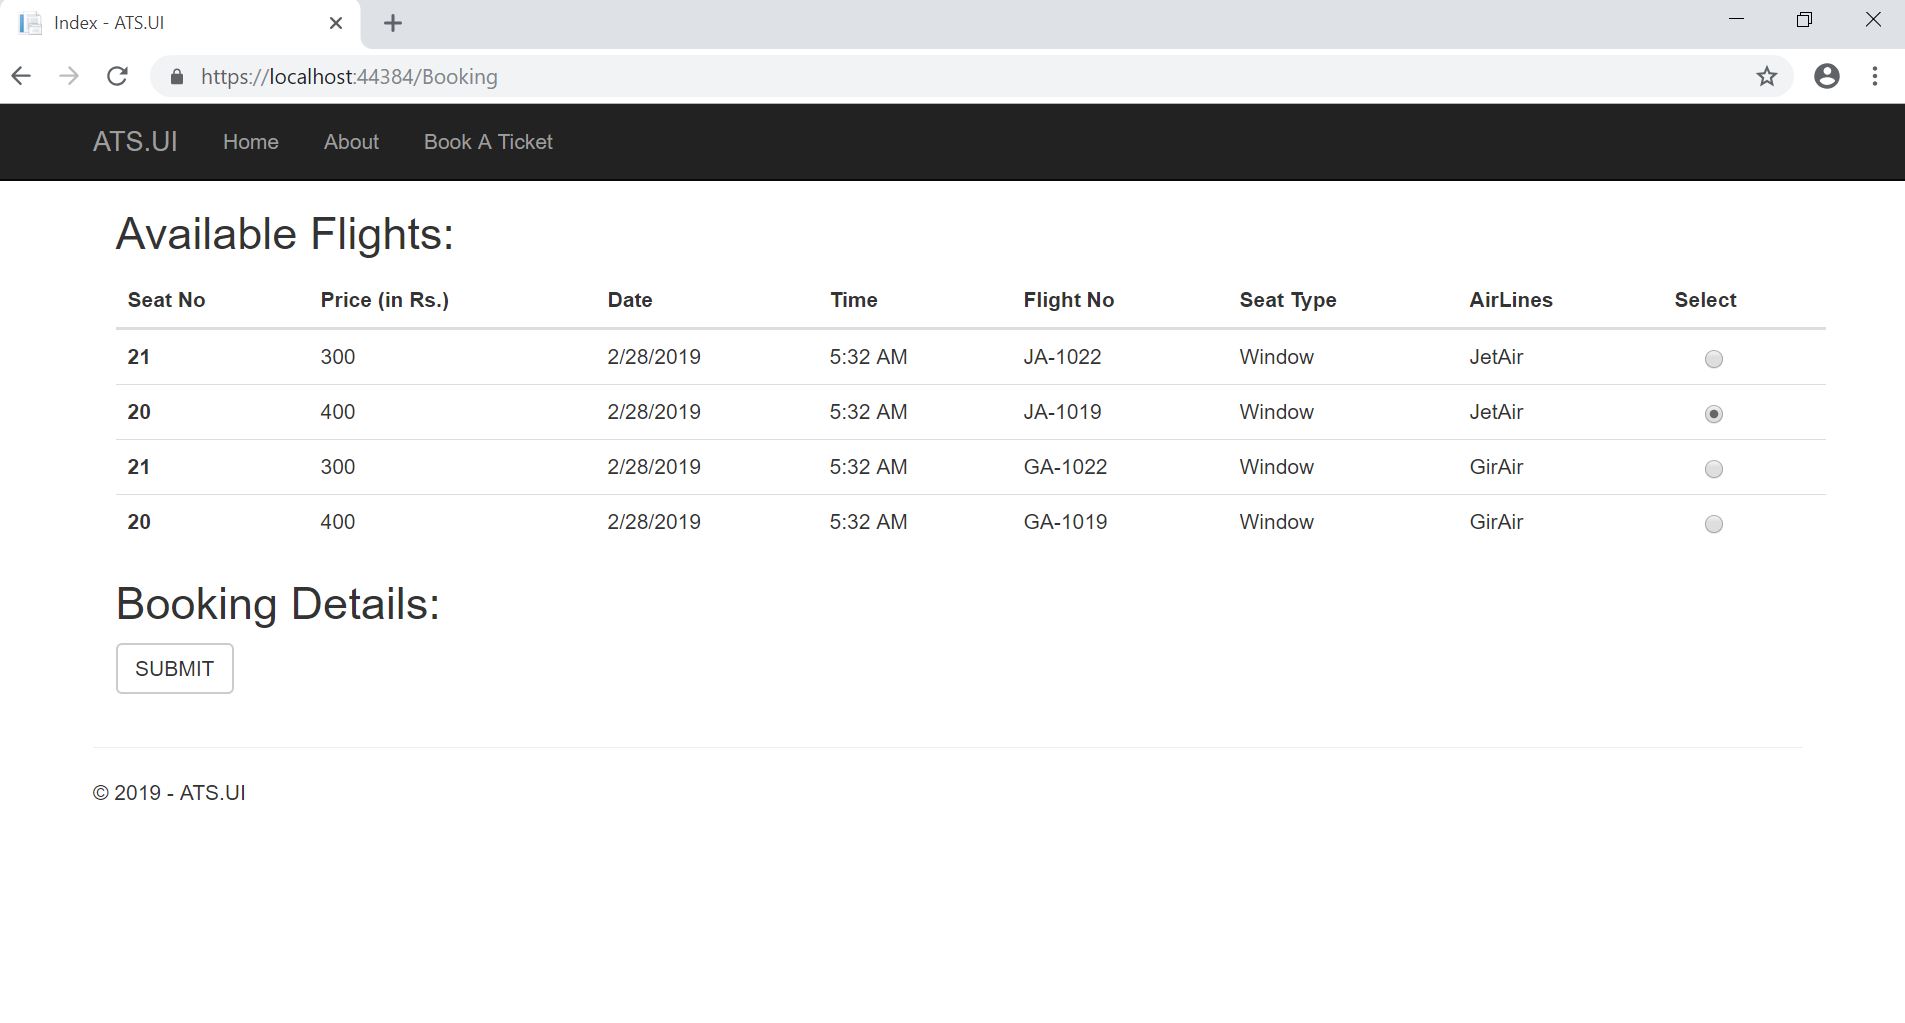 Index - ATS.UI
https://localhost:44384/Booking
ATS.UI Home About Book A Ticket
Available Flights:
Seat No Price (in Rs.) Date Time Flight No Seat Type AirLines Select
21 300 2/28/2019 5:32 AM JA-1022 Window JetAir
20 400 2/28/2019 5:32 AM JA-1019 Window JetAir
21 300 2/28/2019 5:32 AM GA-1022 Window GirAir
20 400 2/28/2019 5:32 AM GA-1019 Window GirAir
Booking Details:
SUBMIT
© 2019 - ATS.UI